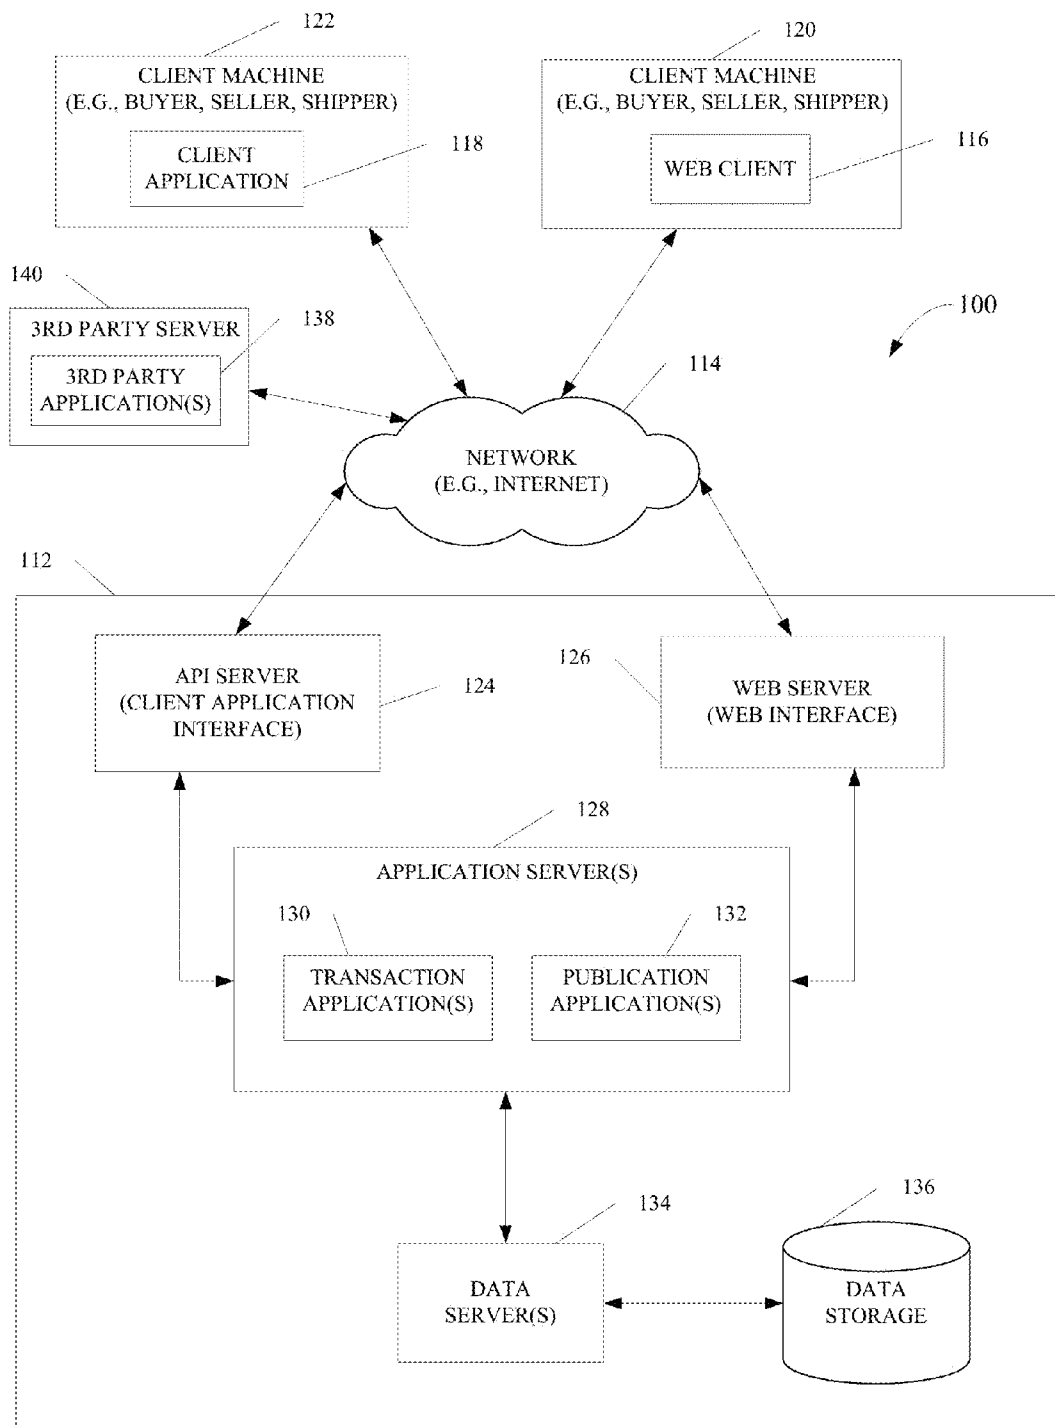 122
120
CLIENT MACHINE
(E.G., BUYER, SELLER, SHIPPER)
CLIENT
APPLICATION
118
CLIENT MACHINE
(E.G., BUYER, SELLER, SHIPPER)
WEB CLIENT
116
140
3RD PARTY SERVER
138
3RD PARTY
APPLICATION(S)
100
114
NETWORK
(E.G., INTERNET)
112
API SERVER
(CLIENT APPLICATION
INTERFACE)
124
126
WEB SERVER
(WEB INTERFACE)
128
APPLICATION SERVER(S)
130
132
TRANSACTION
APPLICATION(S)
PUBLICATION
APPLICATION(S)
134
136
DATA
SERVER(S)
DATA
STORAGE